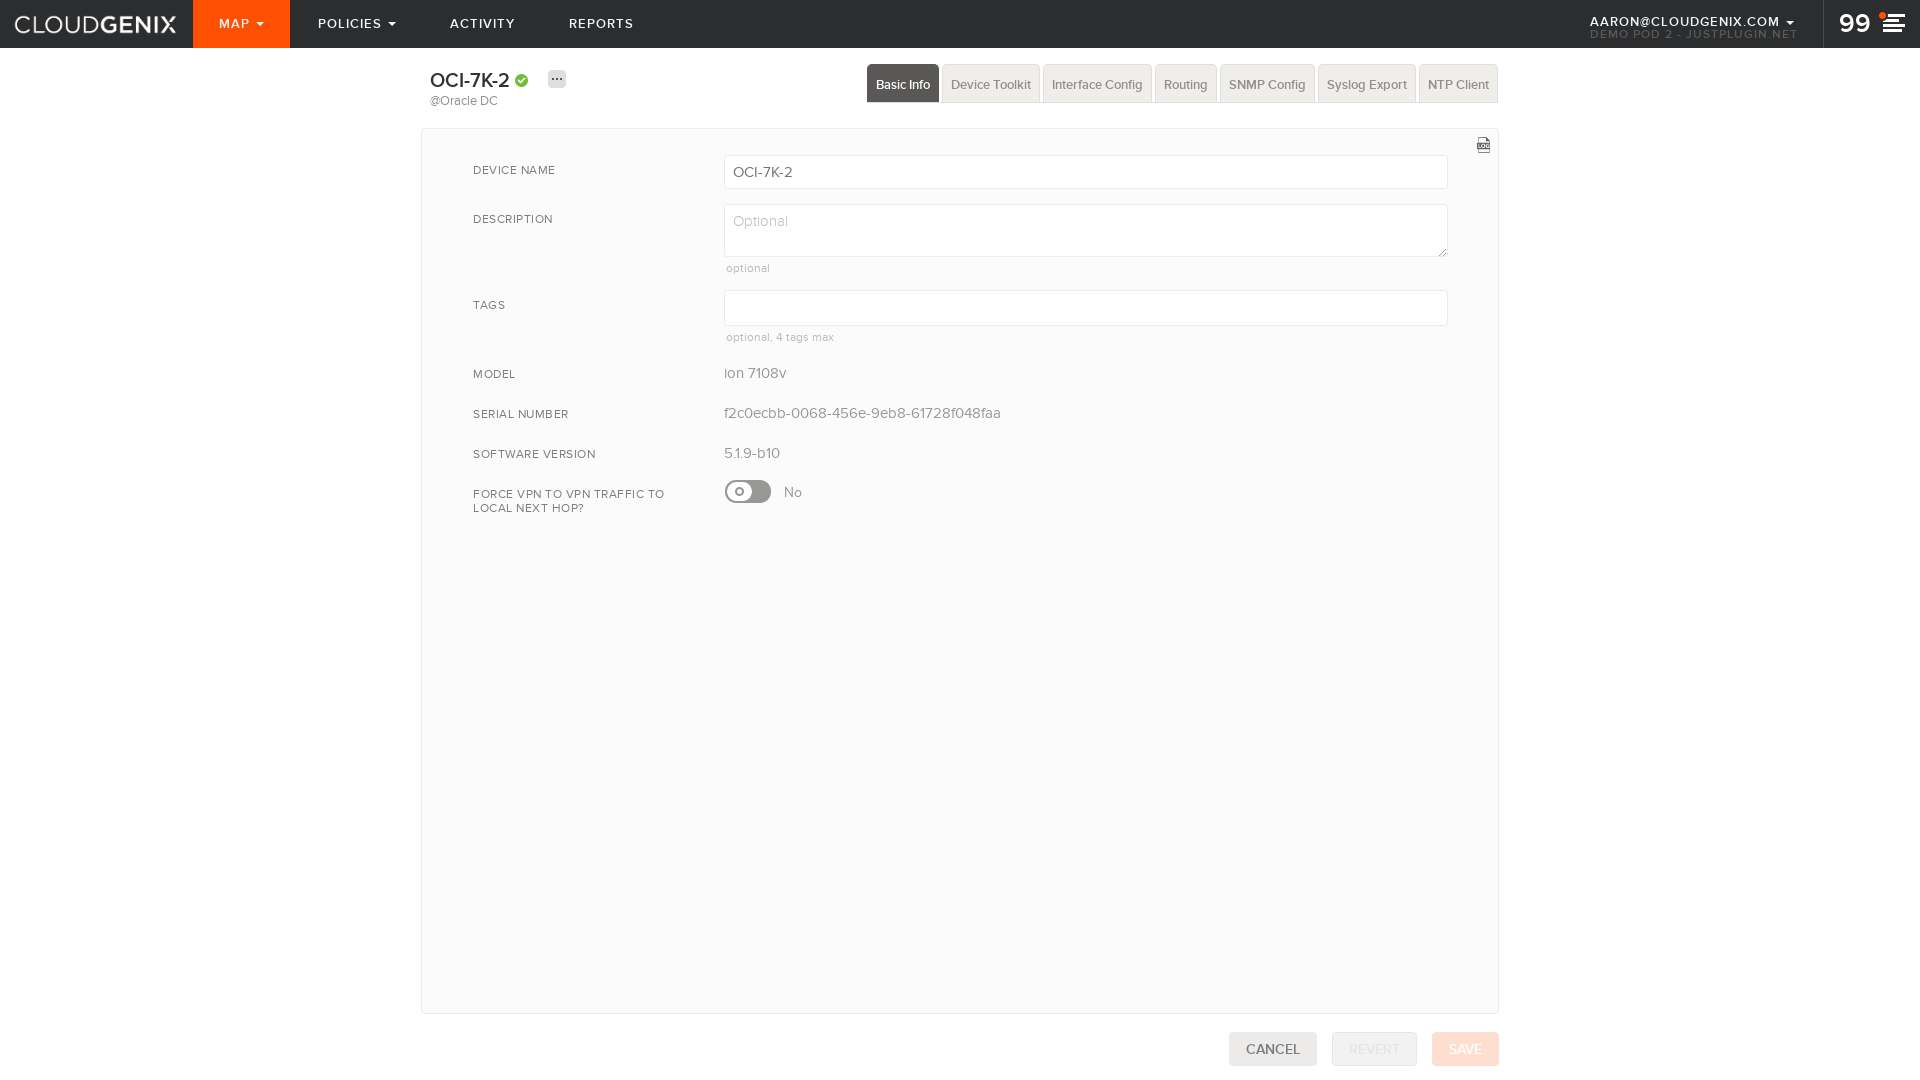 CLOUDGENIX
MAP
POLICIES
ACTIVITY
REPORTS
AARON@CLOUDGENIX.COM
DEMO POD 2 - JUSTPLUGIN.NET
99
OCI-7K-2
@Oracle DC
Basic Info
Device Toolkit
Interface Config
Routing
SNMP Config
Syslog Export
NTP Client
LOG
DEVICE NAME
OCI-7K-2
DESCRIPTION
Optional
optional
TAGS
optional, 4 tags max
MODEL
ion 7108v
SERIAL NUMBER
f2c0ecbb-0068-456e-9eb8-61728f048faa
SOFTWARE VERSION
5.1.9-b10
FORCE VPN TO VPN TRAFFIC TO
LOCAL NEXT HOP?
No
CANCEL
REVERT
SAVE